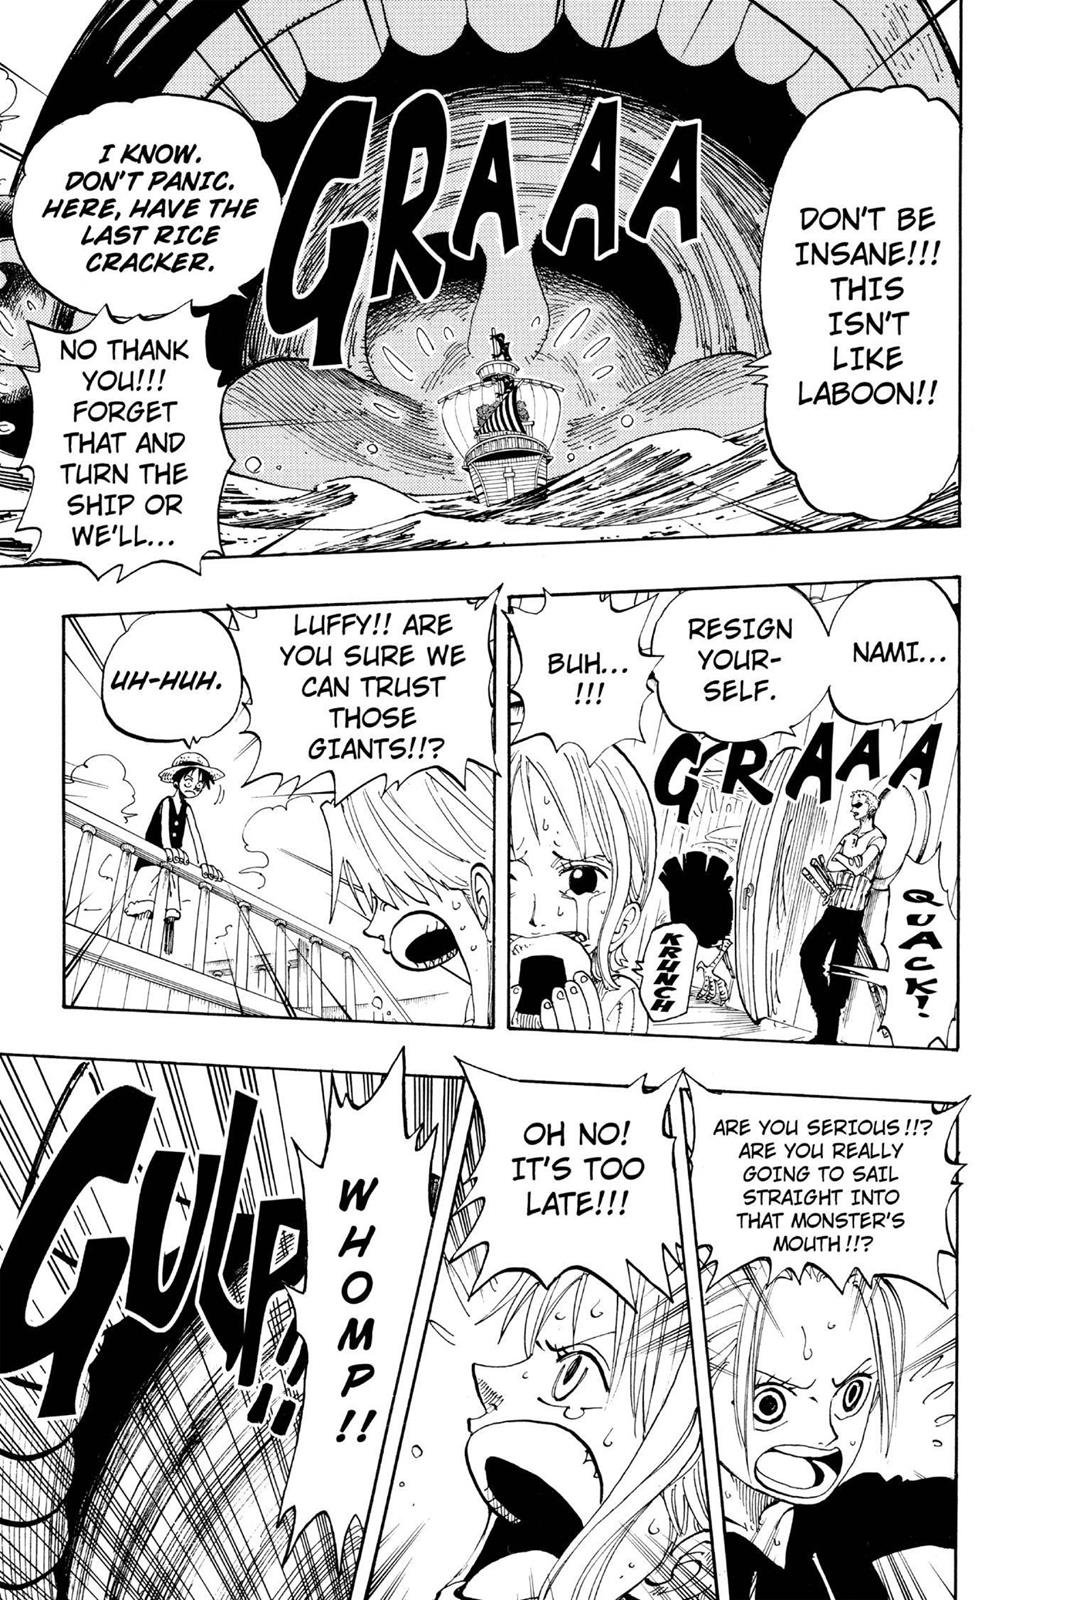 DON'T BE
INSANE!!!
THIS
ISN'T
LIKE
LABOON!!
GRAAA
I KNOW.
DON'T PANIC.
HERE, HAVE THE
LAST RICE
CRACKER.
NO THANK
YOU!!!
FORGET
THAT AND
TURN THE
SHIP OR
WE'LL...
NAMI...
RESIGN
YOUR-
SELF.
BUH...
!!!
GRAAA
QUACK!
KRUNCH
LUFFY!! ARE
YOU SURE WE
CAN TRUST
THOSE
GIANTS!!?
UH-HUH.
ARE YOU SERIOUS!!?
ARE YOU REALLY
GOING TO SAIL
STRAIGHT INTO
THAT MONSTER'S
MOUTH!!?
OH NO!
IT'S TOO
LATE!!!
WHOMP!!
GULP!!